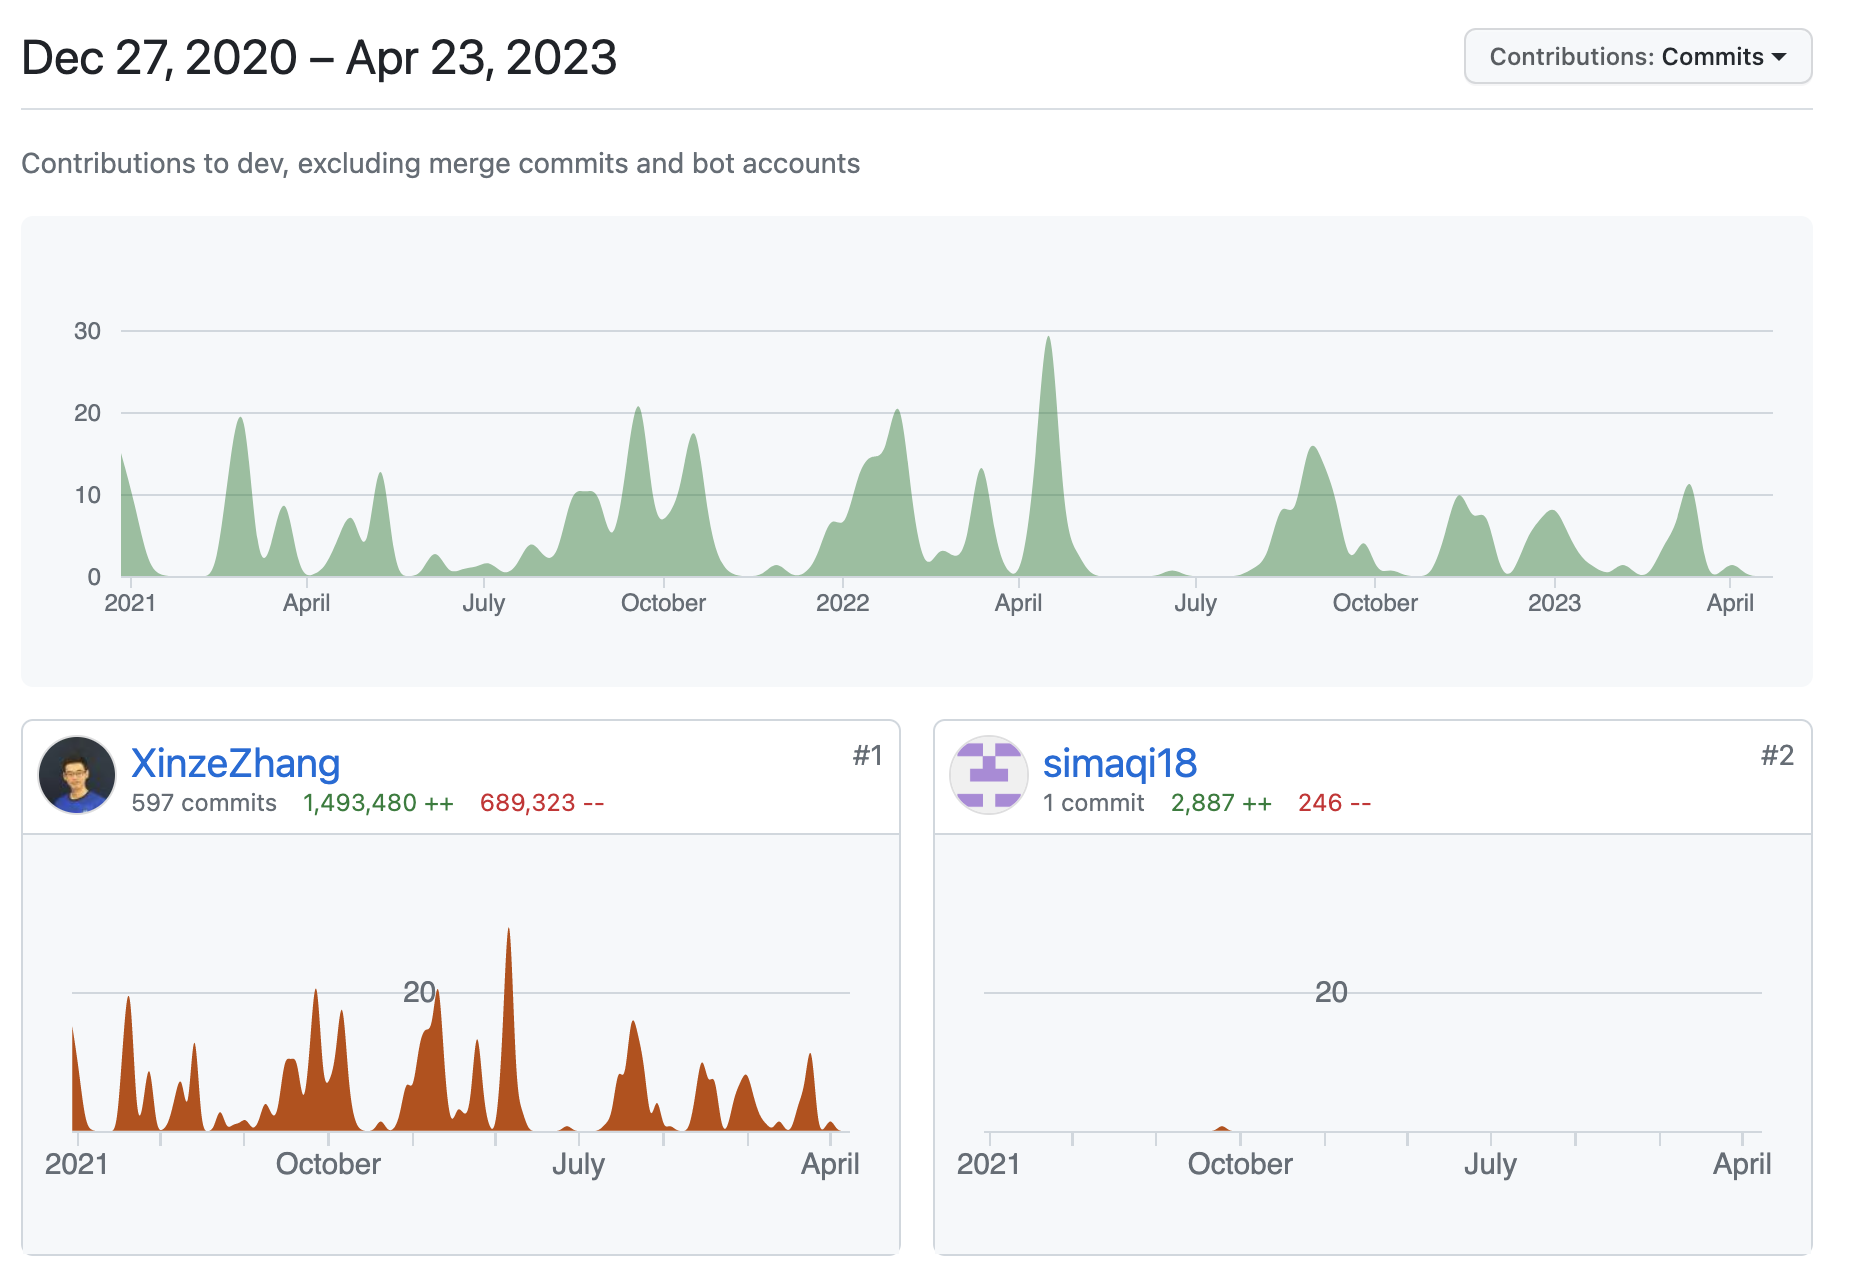 Dec 27, 2020 – Apr 23, 2023
Contributions: Commits
Contributions to dev, excluding merge commits and bot accounts
30
20
10
0
2021 April July October 2022 April July October 2023 April
XinzeZhang #1
597 commits 1,493,480 ++ 689,323 --
20
2021 October July April
simaqi18 #2
1 commit 2,887 ++ 246 --
20
2021 October July April